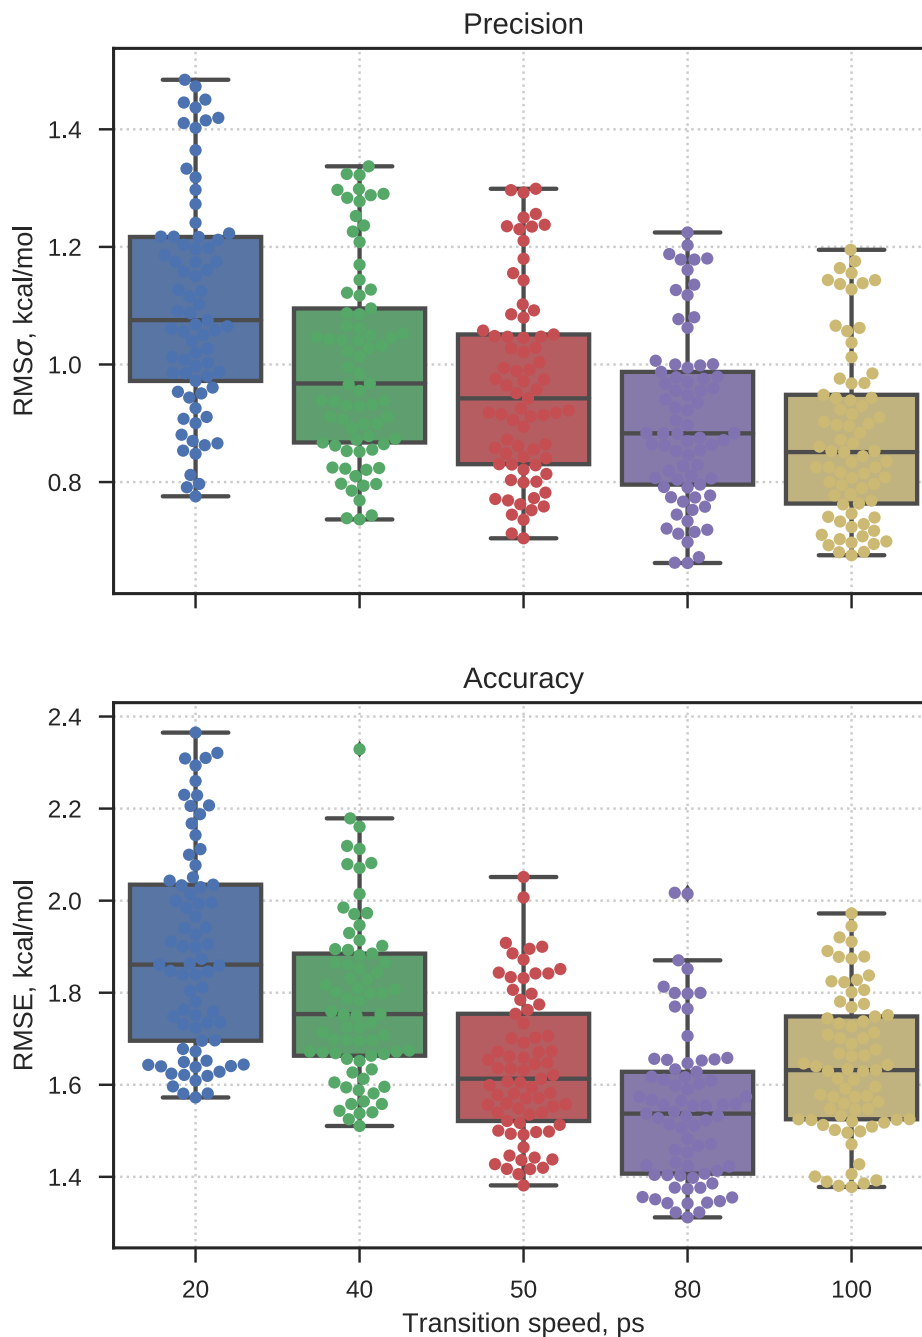 Precision
1.4
1.2
1.0
0.8
RMSσ, kcal/mol
Accuracy
2.4
2.2
2.0
1.8
1.6
1.4
RMSE, kcal/mol
20 40 50 80 100
Transition speed, ps